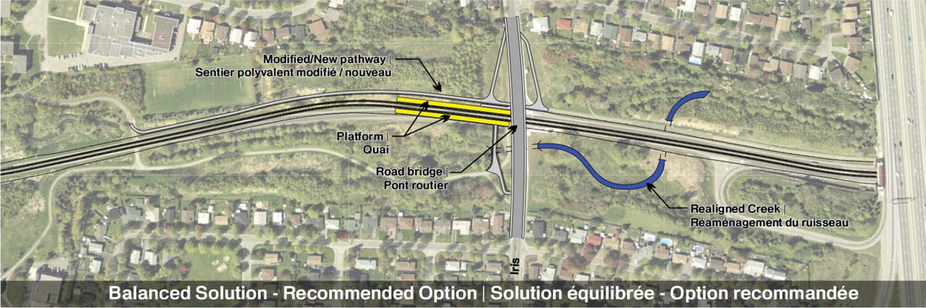 Modified/New pathway |
Sentier polyvalent modifié / nouveau
Platform |
Quai
Road bridge |
Pont routier
Realigned Creek |
Réaménagement du ruisseau
Iris
Balanced Solution - Recommended Option | Solution équilibrée - Option recommandée